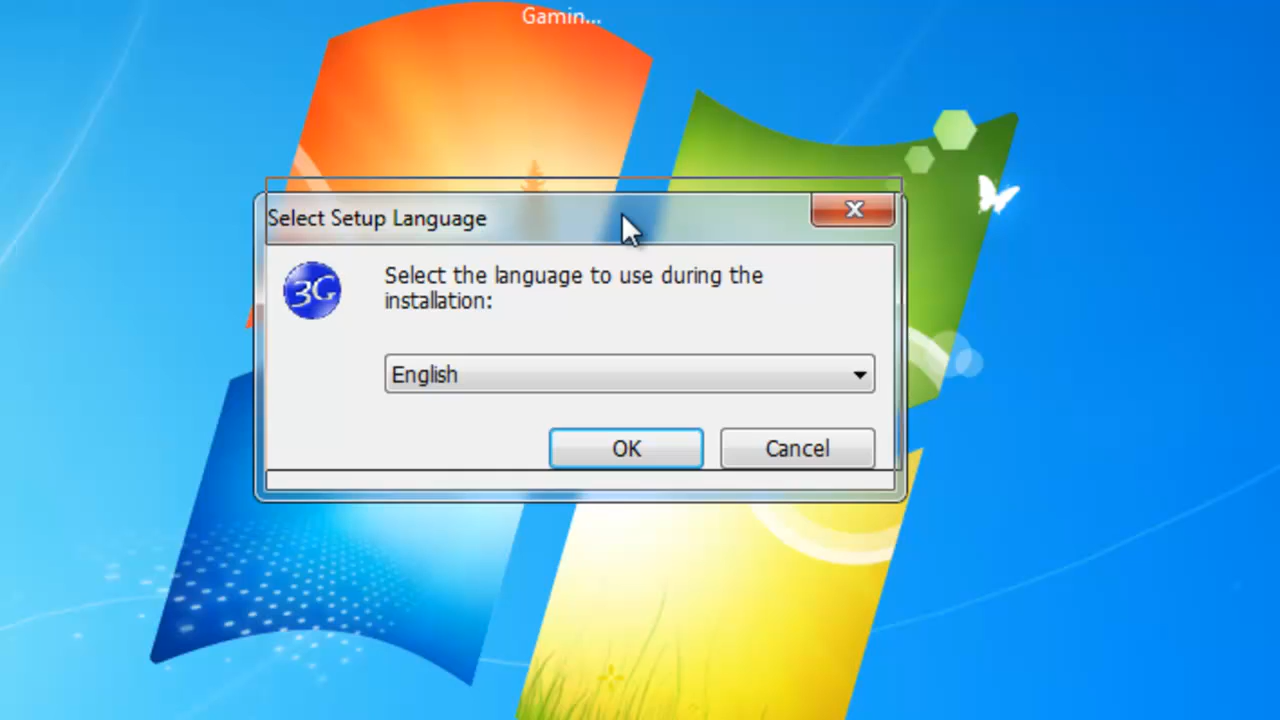 Gamin...
Select Setup Language
3G
Select the language to use during the
installation:
English
OK
Cancel